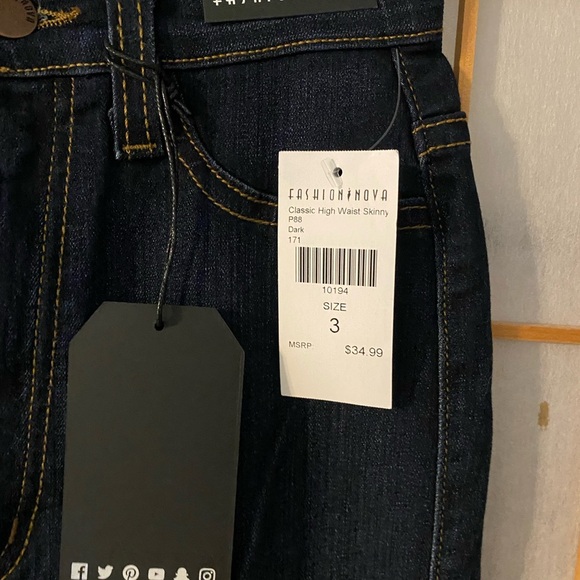 FASHION NOVA
Classic High Waist Skinny
P88
Dark
171
10194
SIZE
3
MSRP: $34.99